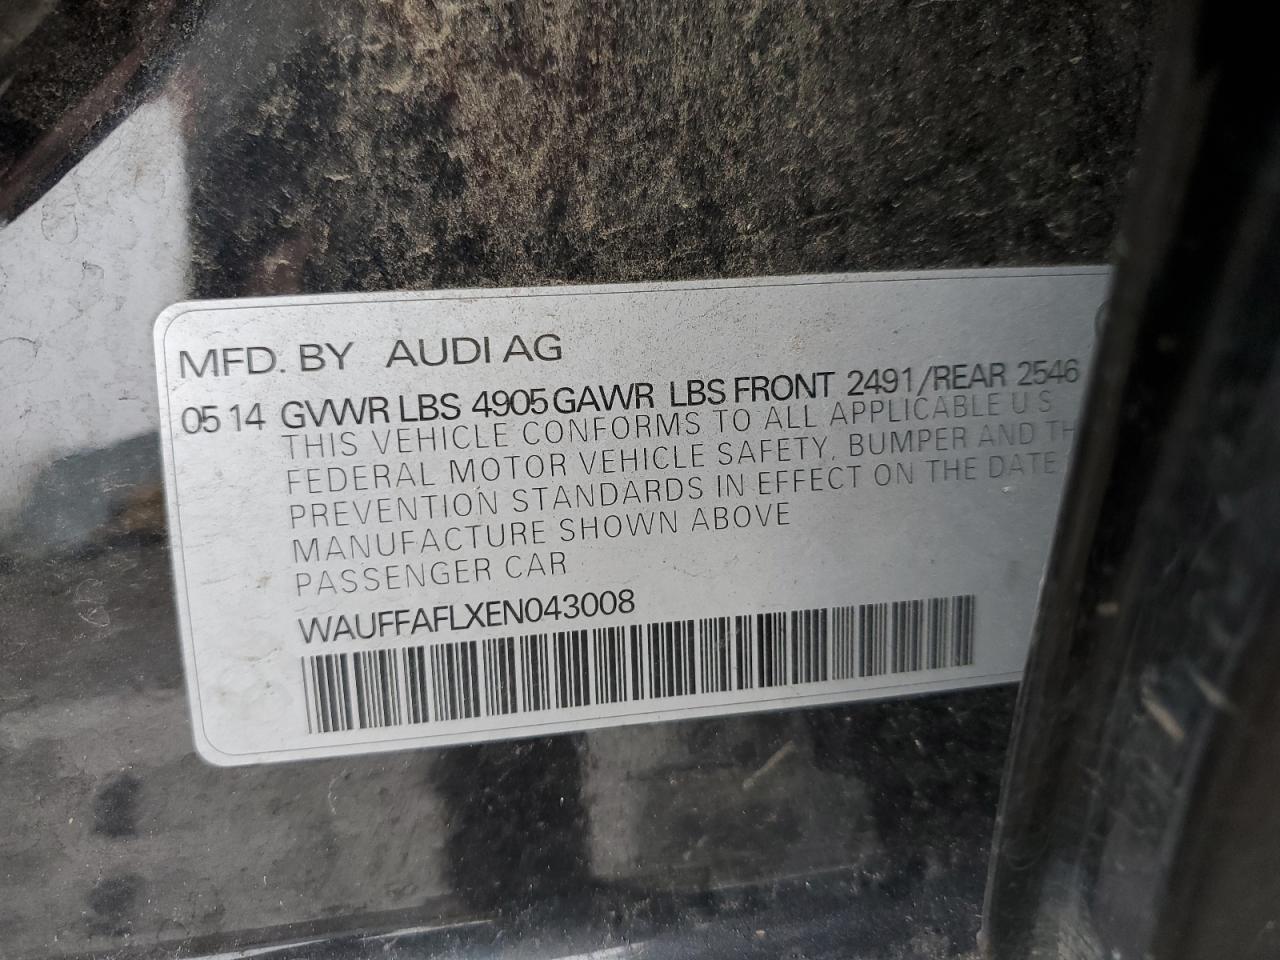 MFD. BY AUDI AG
05 14 GVWR LBS 4905 GAWR LBS FRONT 2491/REAR 2546
THIS VEHICLE CONFORMS TO ALL APPLICABLE U S
FEDERAL MOTOR VEHICLE SAFETY, BUMPER AND TH
PREVENTION STANDARDS IN EFFECT ON THE DATE
MANUFACTURE SHOWN ABOVE
PASSENGER CAR
WAUFFAFLXEN043008